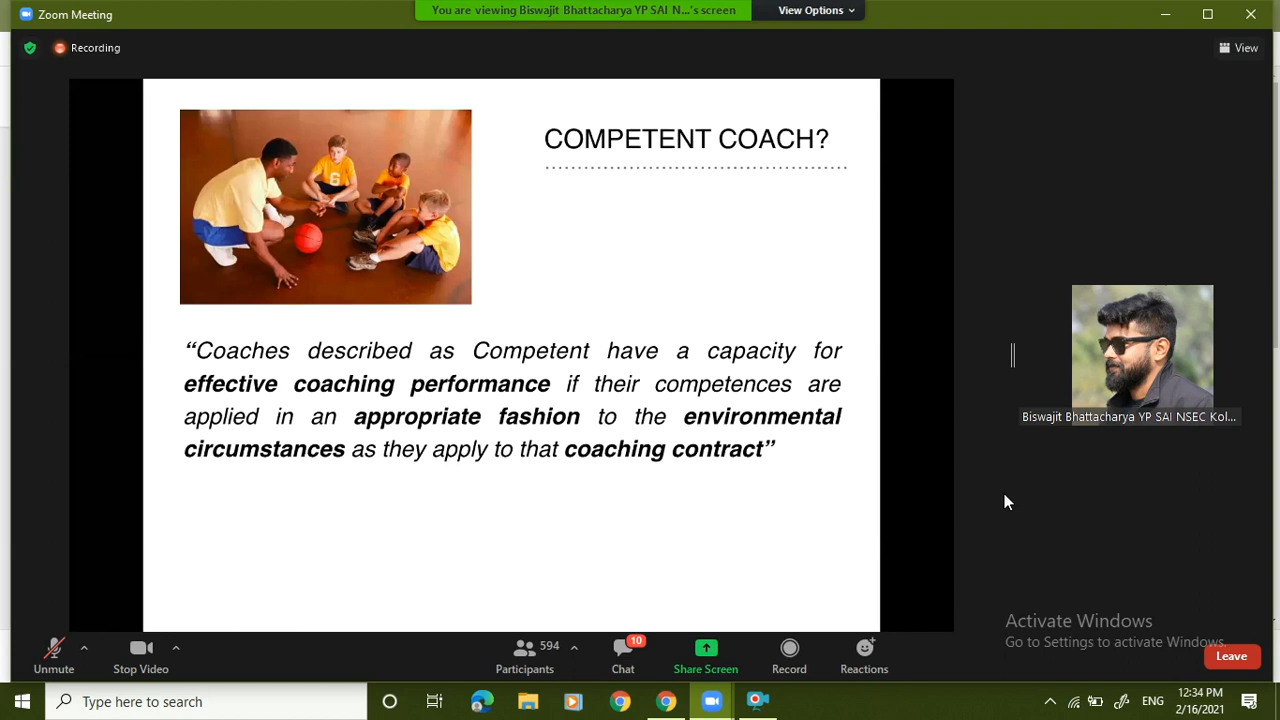 Zoom Meeting
You are viewing Biswajit Bhattacharya YP SAI N...'s screen
View Options
Recording
View
COMPETENT COACH?
6
“Coaches described as Competent have a capacity for
effective coaching performance if their competences are
applied in an appropriate fashion to the environmental
circumstances as they apply to that coaching contract”
Biswajit Bhattacharya YP SAI NSEC Kol...
Activate Windows
Go to Settings to activate Windows.
Unmute
Stop Video
594
Participants
10
Chat
Share Screen
Record
Reactions
Leave
Type here to search
ENG
12:34 PM
2/16/2021